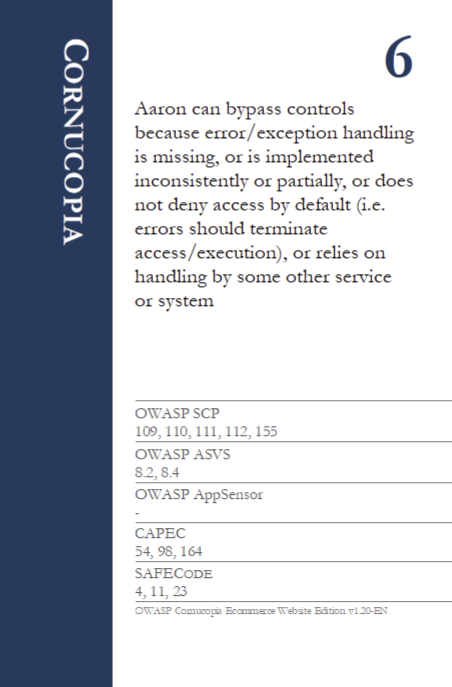 CORNUCOPIA
6
Aaron can bypass controls
because error/exception handling
is missing, or is implemented
inconsistently or partially, or does
not deny access by default (i.e.
errors should terminate
access/execution), or relies on
handling by some other service
or system
OWASP SCP
109, 110, 111, 112, 155
OWASP ASVS
8.2, 8.4
OWASP AppSensor
-
CAPEC
54, 98, 164
SAFECODE
4, 11, 23
OWASP Cornucopia Ecommerce Website Edition v1.20-EN